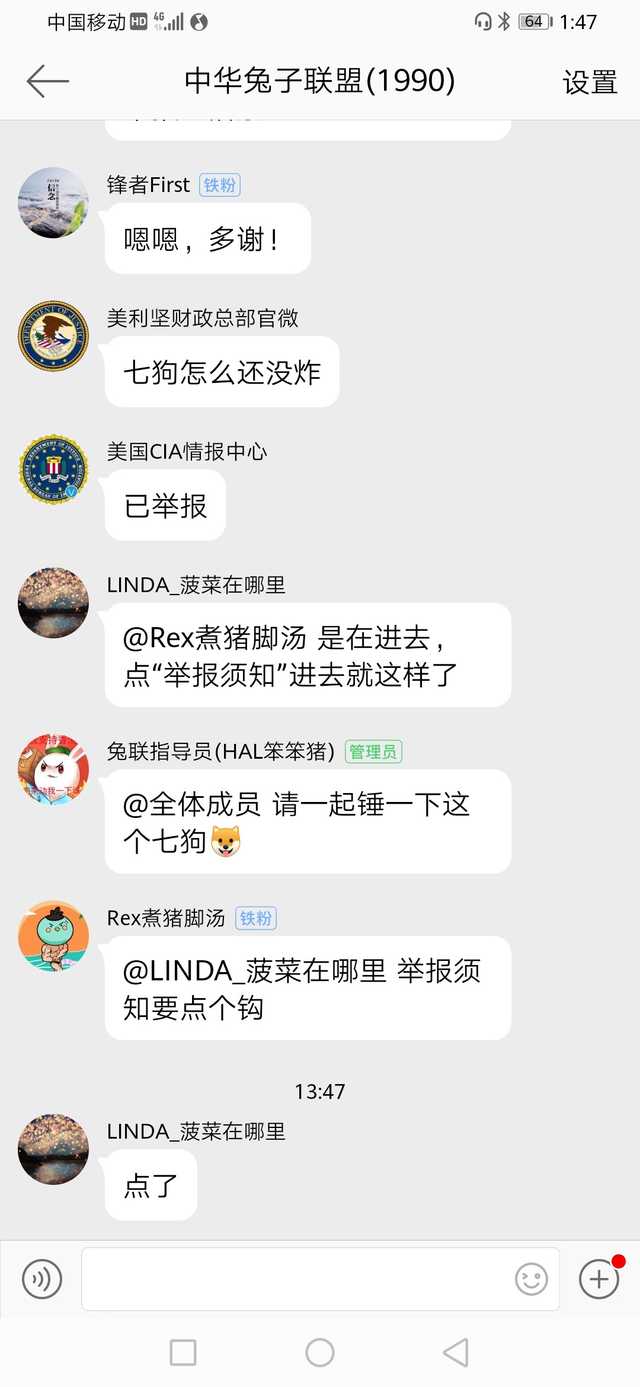 中国移动 HD 4G 64 1:47
中华兔子联盟(1990) 设置
锋者First 铁粉
信念
嗯嗯，多谢！
美利坚财政总部官微
七狗怎么还没炸
美国CIA情报中心
已举报
LINDA_菠菜在哪里
@Rex煮猪脚汤 是在进去，
点“举报须知”进去就这样了
兔联指导员(HAL笨笨猪) 管理员
@全体成员 请一起锤一下这
个七狗🐶
Rex煮猪脚汤 铁粉
@LINDA_菠菜在哪里 举报须
知要点个钩
13:47
LINDA_菠菜在哪里
点了